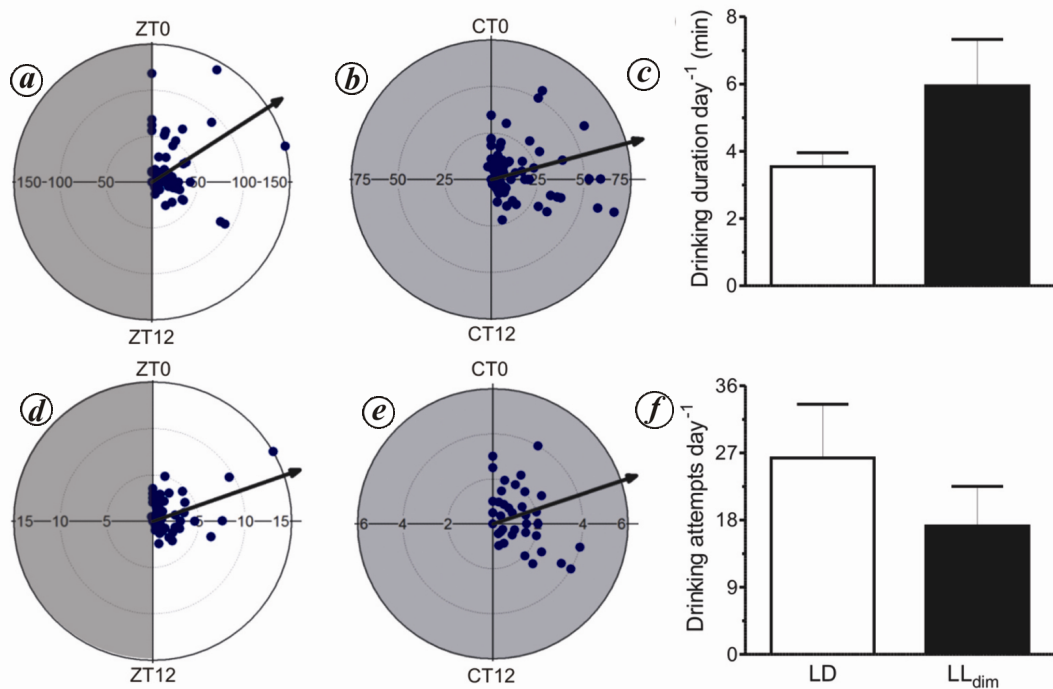 ZT0
a
150 100 50 50 100 150
ZT12
CT0
b
75 50 25 25 50 75
CT12
c
Drinking duration day⁻¹ (min)
8
6
4
2
0
ZT0
d
15 10 5 5 10 15
ZT12
CT0
e
6 4 2 4 6
CT12
f
Drinking attempts day⁻¹
36
27
18
9
0
LD LLdim